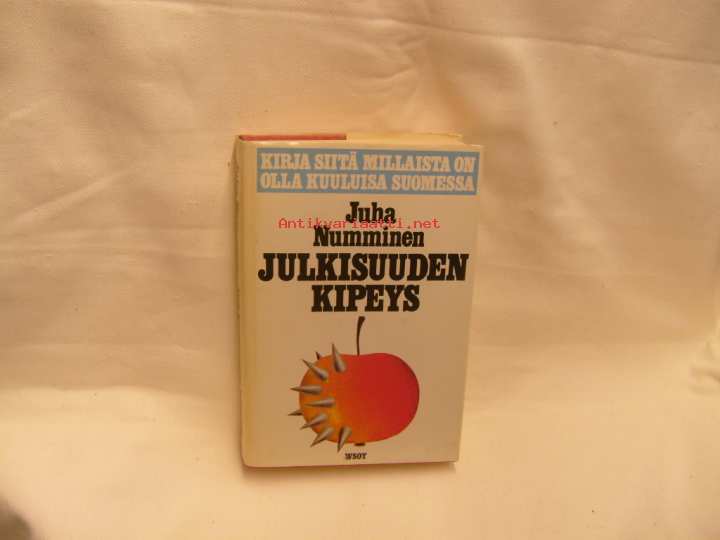 KIRJA SIITÄ MILLAISTA ON
OLLA KUULUISA SUOMESSA
Juha
Antikvariaatti.net
Numminen
JULKISUUDEN
KIPEYS
WSOY